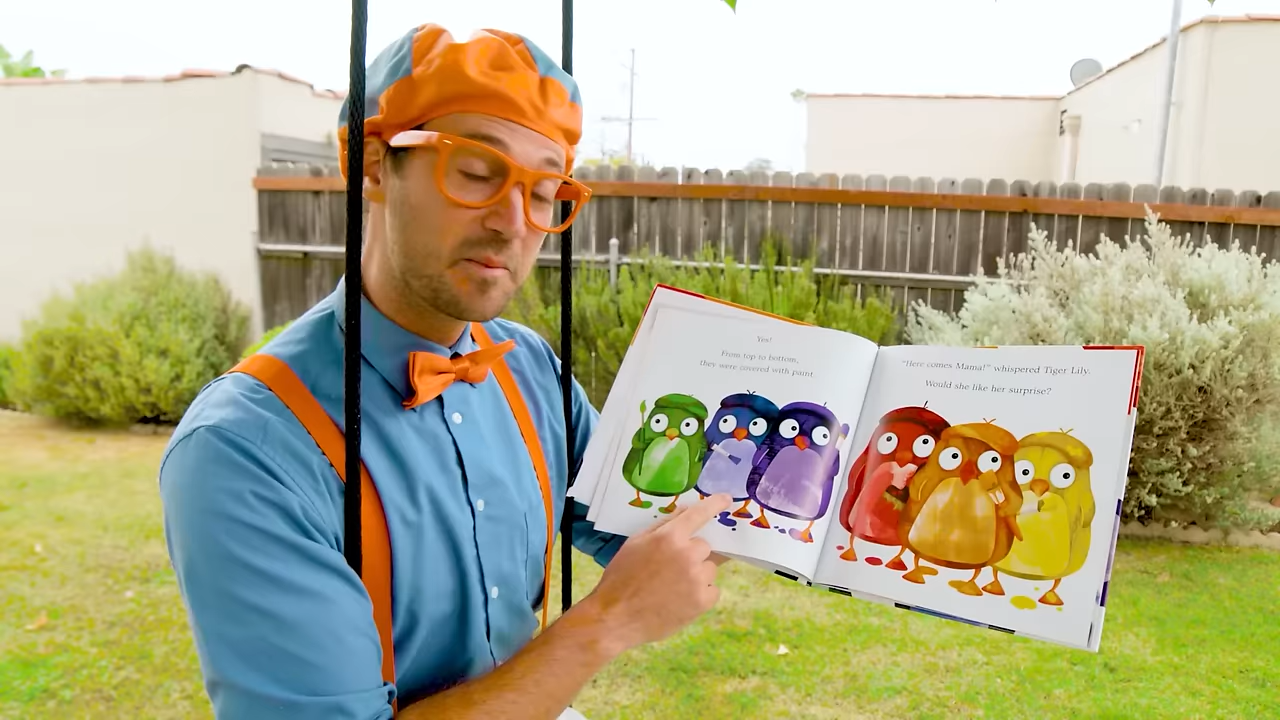 Yes!
From top to bottom,
they were covered with paint.
"Here comes Mama!" whispered Tiger Lily.
Would she like her surprise?